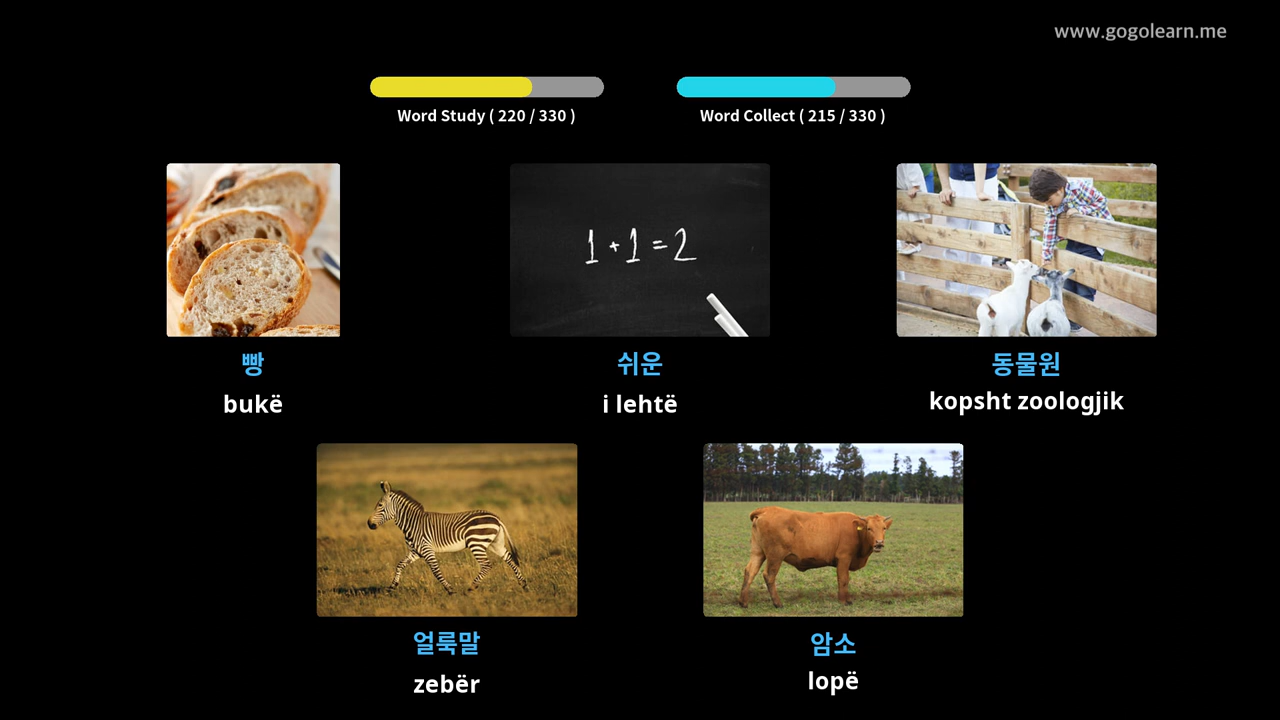 www.gogolearn.me
Word Study ( 220 / 330 )
Word Collect ( 215 / 330 )
1 + 1 = 2
빵
쉬운
동물원
bukë
i lehtë
kopsht zoologjik
얼룩말
암소
zebër
lopë